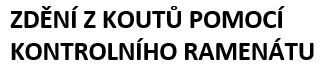 ZDĚNÍ Z KOUTŮ POMOCÍ
KONTROLNÍHO RAMENÁTU